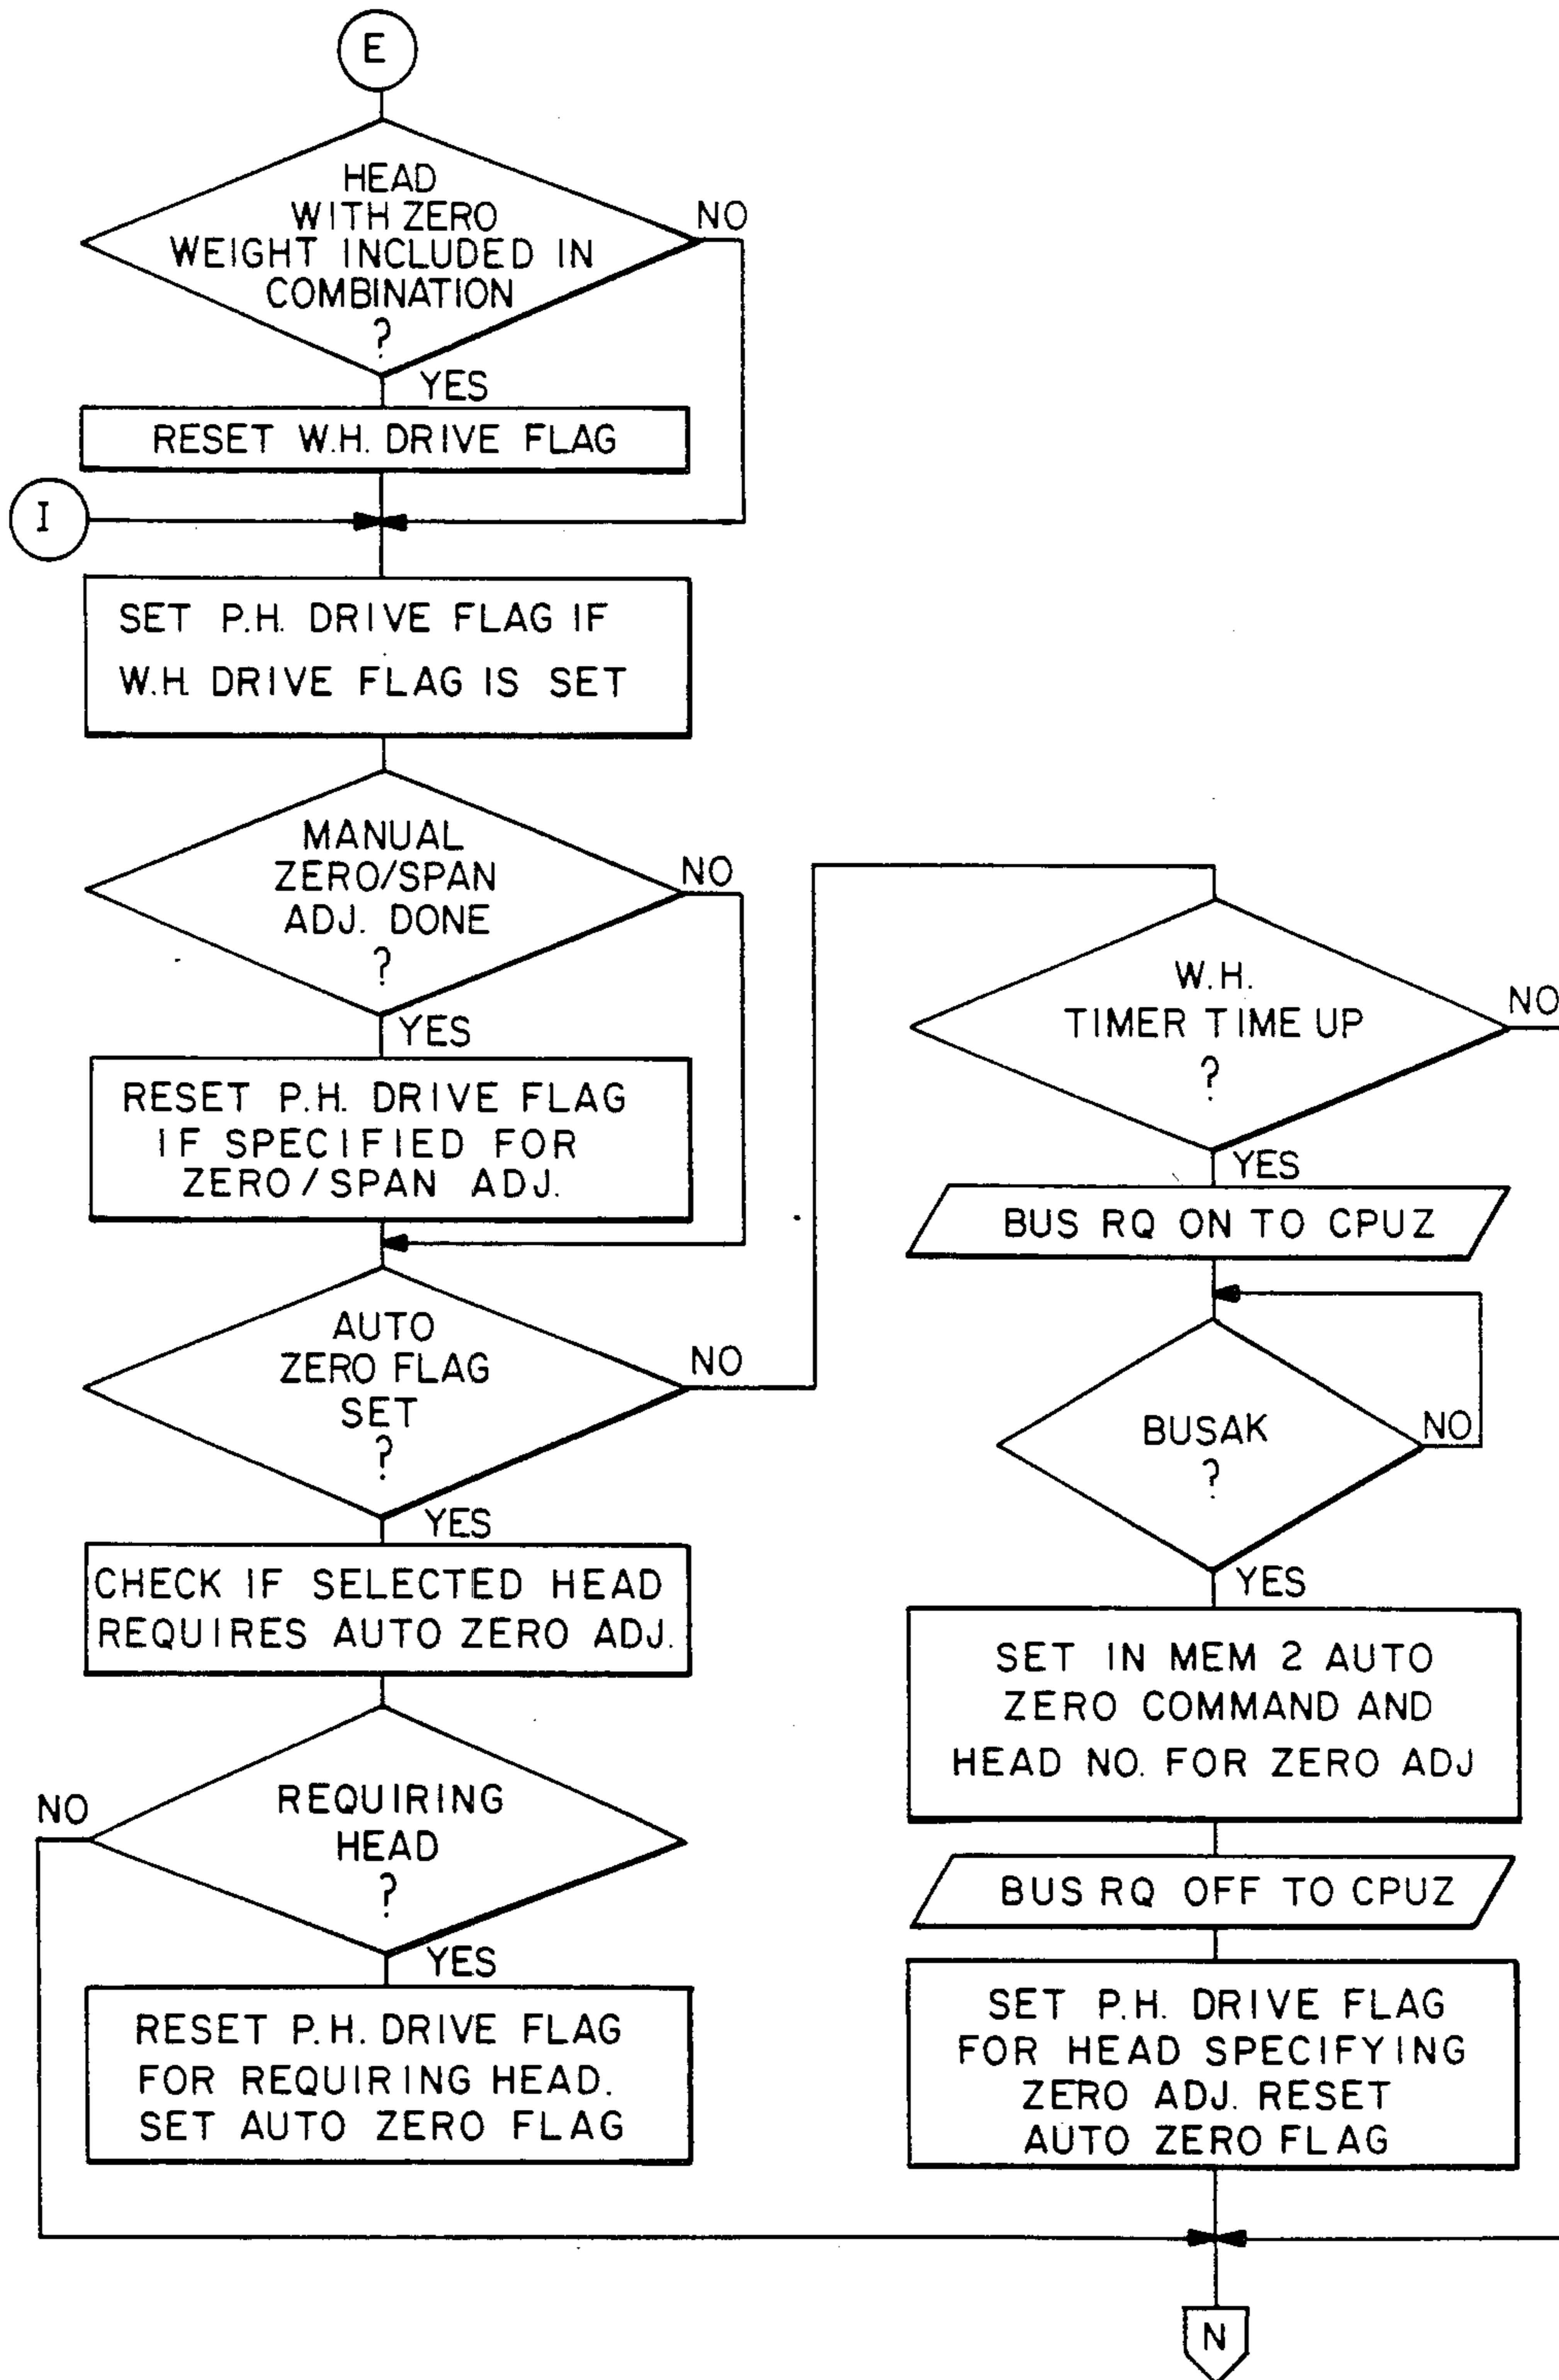 E
HEAD
WITH ZERO
WEIGHT INCLUDED IN
COMBINATION
?
NO
YES
RESET W.H. DRIVE FLAG
I
SET P.H. DRIVE FLAG IF
W.H. DRIVE FLAG IS SET
MANUAL
ZERO/SPAN
ADJ. DONE
?
NO
YES
RESET P.H. DRIVE FLAG
IF SPECIFIED FOR
ZERO/SPAN ADJ.
AUTO
ZERO FLAG
SET
?
NO
YES
CHECK IF SELECTED HEAD
REQUIRES AUTO ZERO ADJ.
REQUIRING
HEAD
?
NO
YES
RESET P.H. DRIVE FLAG
FOR REQUIRING HEAD.
SET AUTO ZERO FLAG
W.H.
TIMER TIME UP
?
NO
YES
BUS RQ ON TO CPUZ
BUSAK
?
NO
YES
SET IN MEM 2 AUTO
ZERO COMMAND AND
HEAD NO. FOR ZERO ADJ
BUS RQ OFF TO CPUZ
SET P.H. DRIVE FLAG
FOR HEAD SPECIFYING
ZERO ADJ. RESET
AUTO ZERO FLAG
N